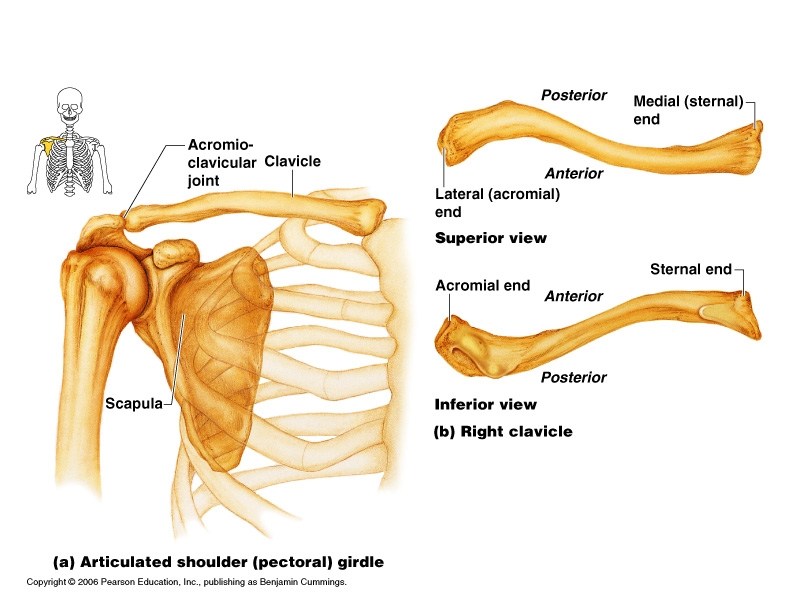 Acromio-
clavicular
joint
Clavicle
Scapula
(a) Articulated shoulder (pectoral) girdle
Posterior
Medial (sternal)
end
Anterior
Lateral (acromial)
end
Superior view
Sternal end
Acromial end
Anterior
Posterior
Inferior view
(b) Right clavicle
Copyright © 2006 Pearson Education, Inc., publishing as Benjamin Cummings.